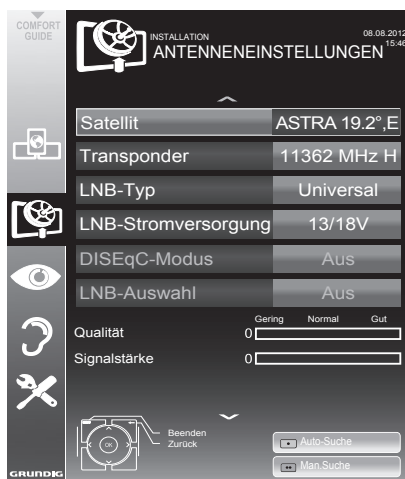 COMFORT
GUIDE
INSTALLATION
ANTENNENEINSTELLUNGEN
08.08.2012
15:46
Satellit ASTRA 19.2°,E
Transponder 11362 MHz H
LNB-Typ Universal
LNB-Stromversorgung 13/18V
DISEqC-Modus Aus
LNB-Auswahl Aus
Gering Normal Gut
Qualität 0
Signalstärke 0
OK
Beenden
Zurück
Auto-Suche
Man.Suche
GRUNDIG